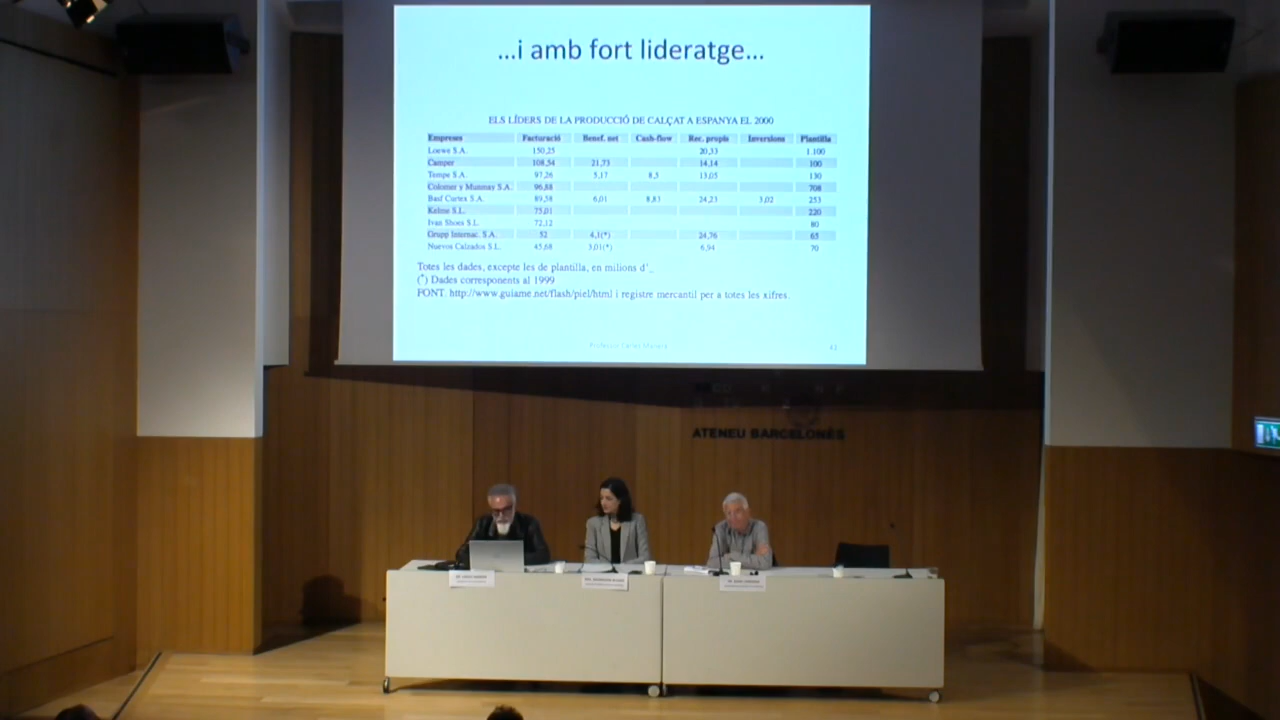 ...i amb fort lideratge...
ELS LÍDERS DE LA PRODUCCIÓ DE CALÇAT A ESPANYA EL 2000
Empreses Facturació Benef. net Cash-flow Rec. propis Inversions Plantilla
Loewe S.A. 150,25 20,33 1.100
Camper 108,54 21,73 14,14 100
Tempe S.A. 97,26 5,17 8,3 13,05 130
Colomer y Munmay S.A. 96,88 708
Basf Curtex S.A. 89,58 6,01 8,83 24,23 3,02 253
Kelme S.L. 75,01 220
Ivan Shoes S.L. 72,12 80
Grupp Internac. S.A. 52 4,1(*) 24,76 65
Nuevos Calzados S.L. 45,68 3,01(*) 6,94 70
Totes les dades, excepte les de plantilla, en milions d'_
(*) Dades corresponents al 1999
FONT. http://www.guiame.net/flash/piel/html i registre mercantil per a totes les xifres.
Professor Carles Manera 42
ATENEU BARCELONÈS